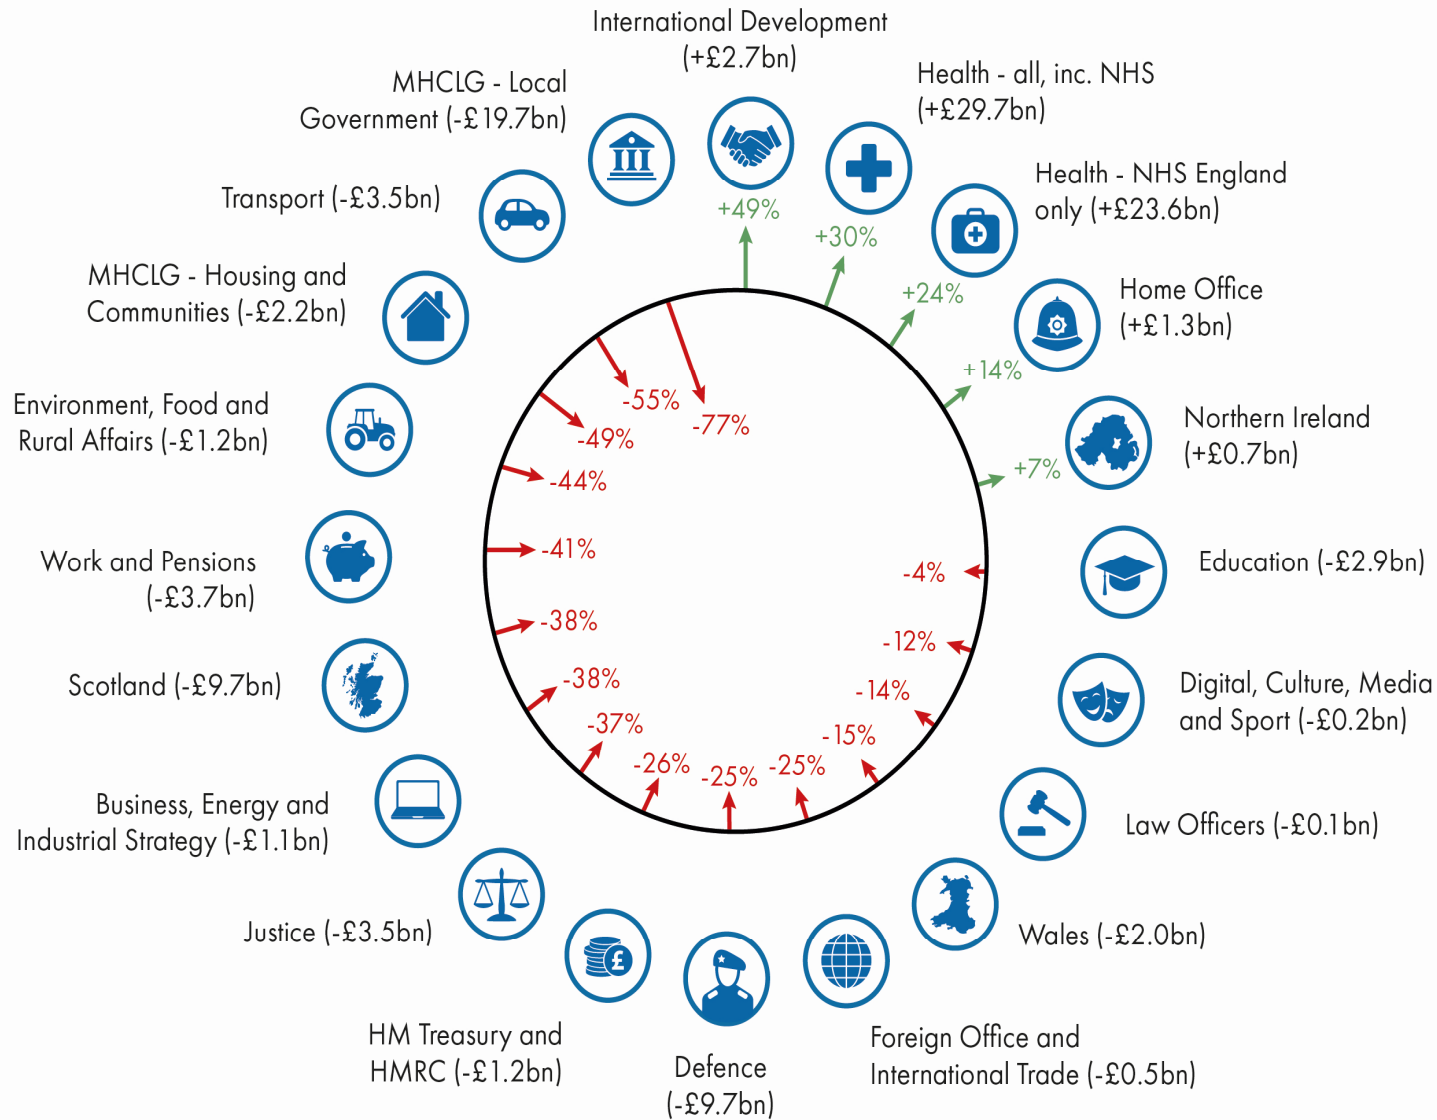 International Development
(+£2.7bn)
Health - all, inc. NHS
(+£29.7bn)
Health - NHS England
only (+£23.6bn)
Home Office
(+£1.3bn)
Northern Ireland
(+£0.7bn)
Education (-£2.9bn)
Digital, Culture, Media
and Sport (-£0.2bn)
Law Officers (-£0.1bn)
Wales (-£2.0bn)
Foreign Office and
International Trade (-£0.5bn)
Defence
(-£9.7bn)
HM Treasury and
HMRC (-£1.2bn)
Justice (-£3.5bn)
Business, Energy and
Industrial Strategy (-£1.1bn)
Scotland (-£9.7bn)
Work and Pensions
(-£3.7bn)
Environment, Food and
Rural Affairs (-£1.2bn)
MHCLG - Housing and
Communities (-£2.2bn)
Transport (-£3.5bn)
MHCLG - Local
Government (-£19.7bn)
+49%
+30%
+24%
+14%
+7%
-4%
-12%
-14%
-15%
-25%
-25%
-26%
-37%
-38%
-38%
-41%
-44%
-49%
-55%
-77%
£